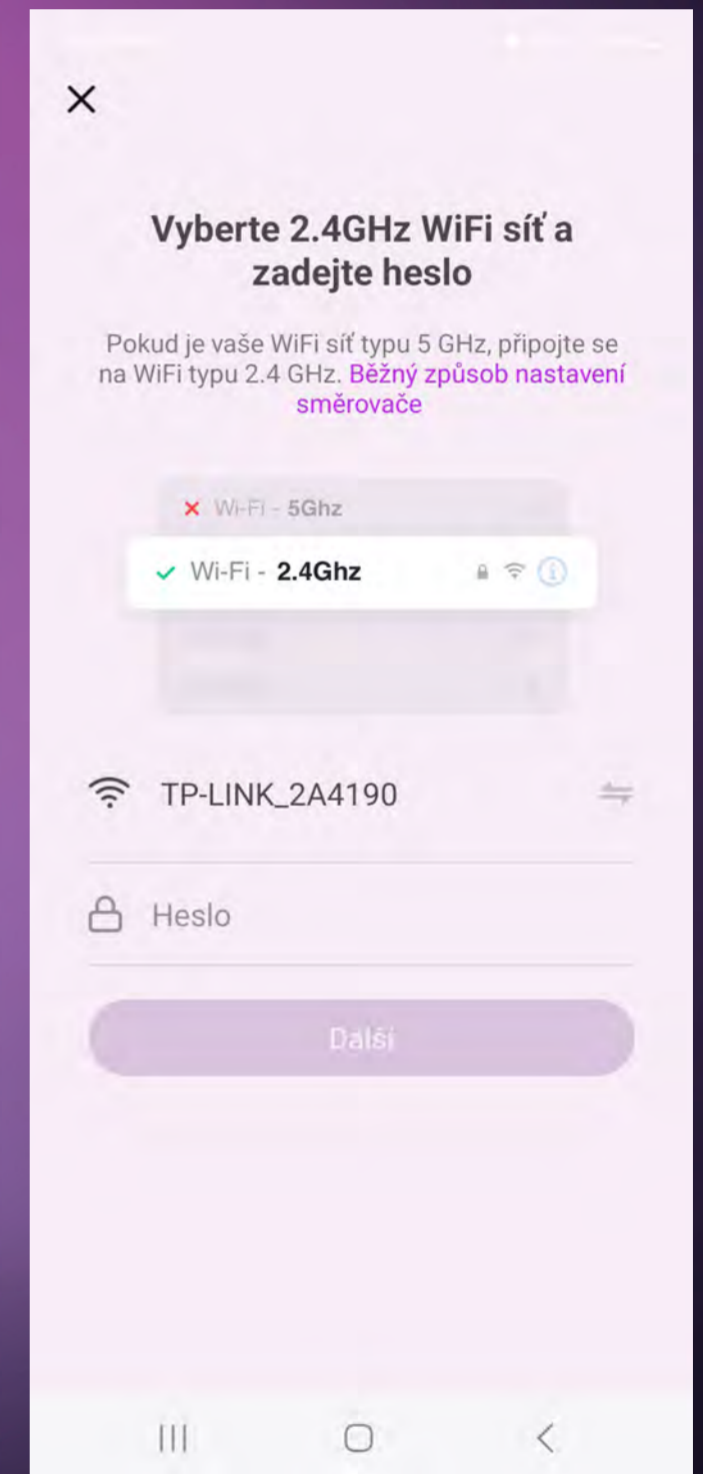 Vyberte 2.4GHz WiFi síť a
zadejte heslo
Pokud je vaše WiFi síť typu 5 GHz, připojte se
na WiFi typu 2.4 GHz. Běžný způsob nastavení
směrovače
Wi-Fi - 5Ghz
Wi-Fi - 2.4Ghz
TP-LINK_2A4190
Heslo
Další